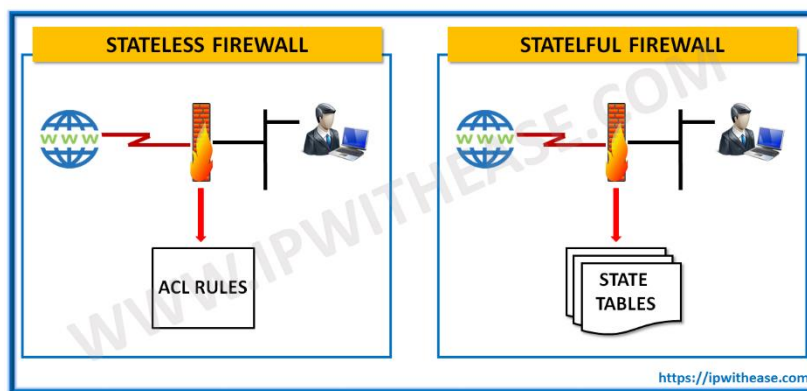 STATELESS FIREWALL
STATELFUL FIREWALL
WWW
WWW
ACL RULES
STATE
TABLES
WWW.IPWITHEASE.COM
https://ipwithease.com